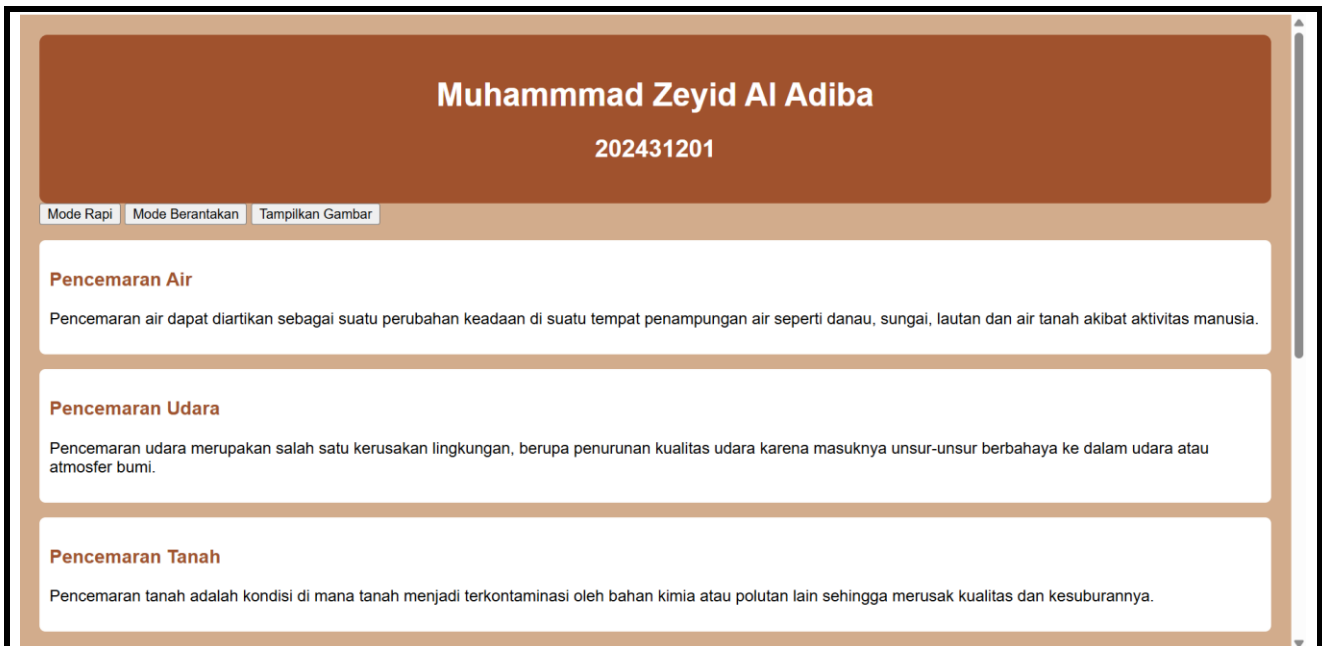 Muhammmad Zeyid Al Adiba
202431201
Mode Rapi Mode Berantakan Tampilkan Gambar
Pencemaran Air
Pencemaran air dapat diartikan sebagai suatu perubahan keadaan di suatu tempat penampungan air seperti danau, sungai, lautan dan air tanah akibat aktivitas manusia.
Pencemaran Udara
Pencemaran udara merupakan salah satu kerusakan lingkungan, berupa penurunan kualitas udara karena masuknya unsur-unsur berbahaya ke dalam udara atau
atmosfer bumi.
Pencemaran Tanah
Pencemaran tanah adalah kondisi di mana tanah menjadi terkontaminasi oleh bahan kimia atau polutan lain sehingga merusak kualitas dan kesuburannya.